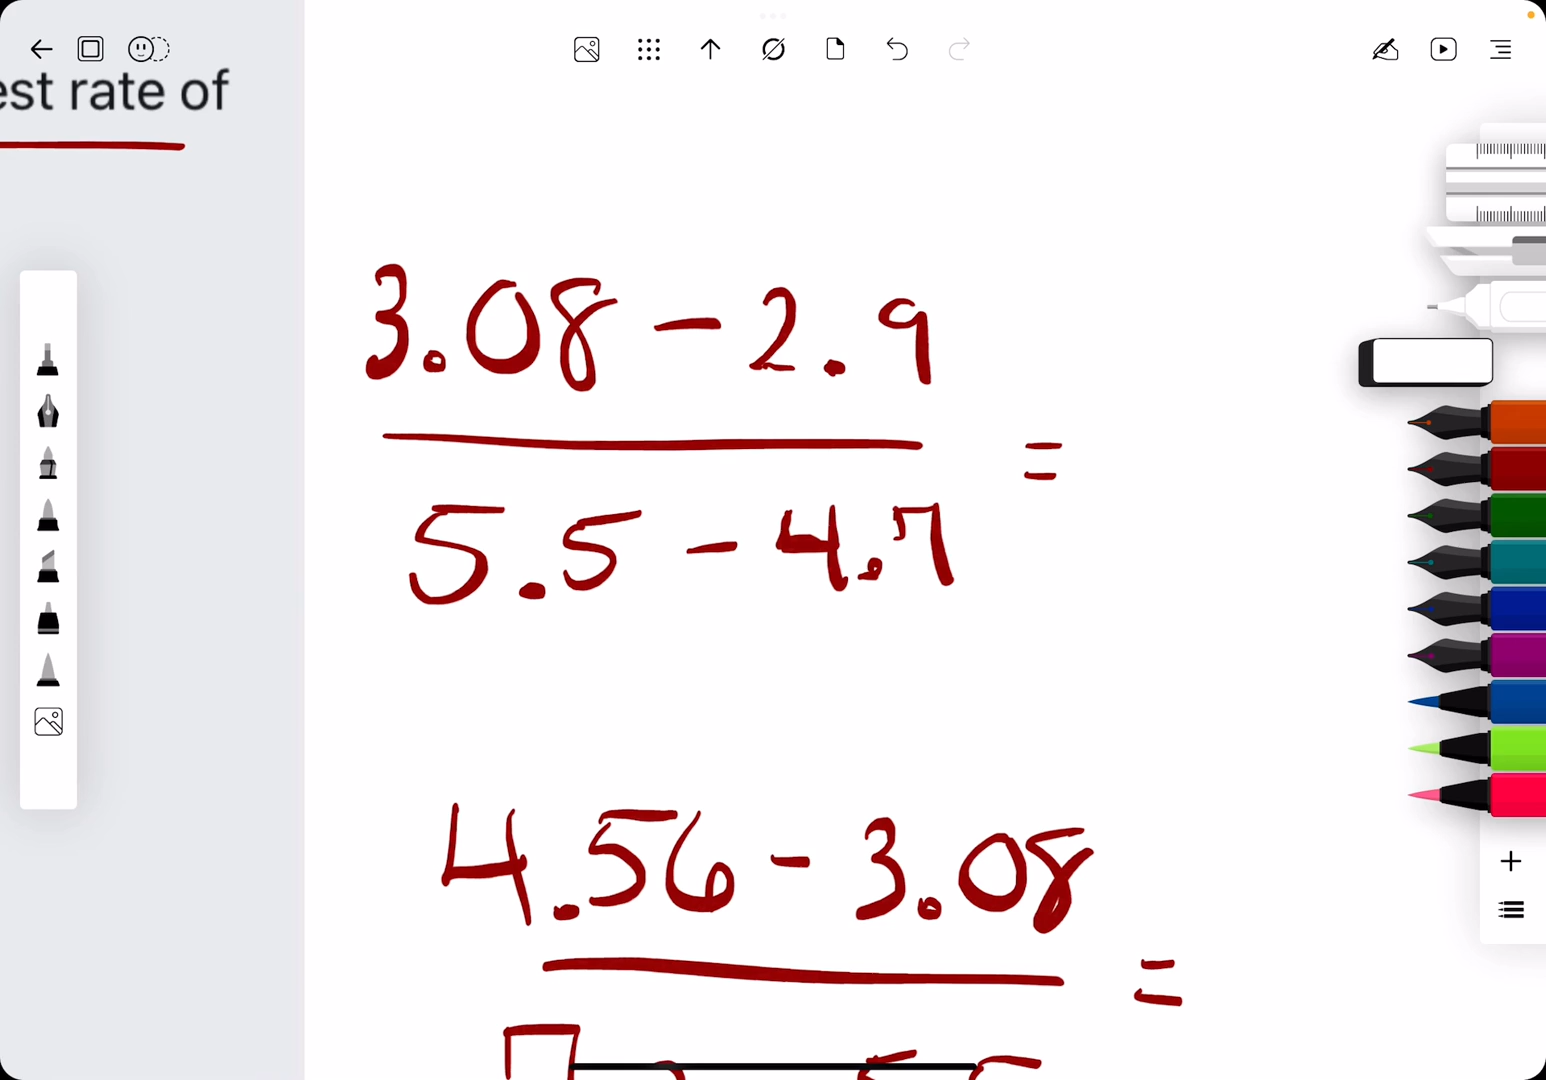 est rate of
3.08 - 2.9
=
5.5 - 4.7
4.56 - 3.08
=